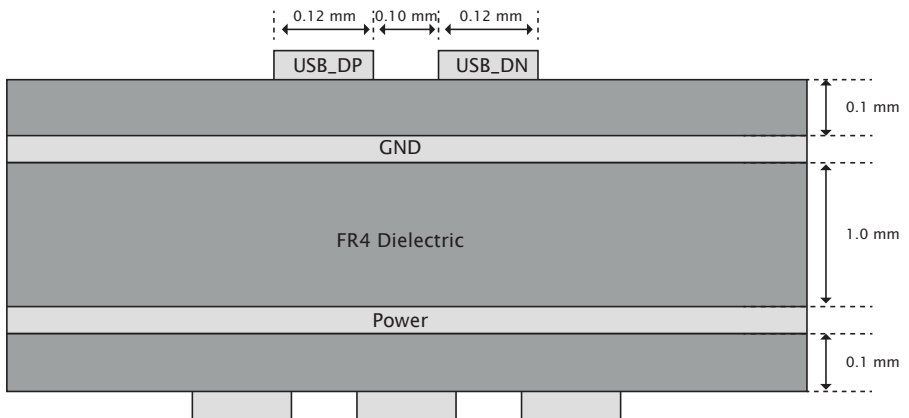 0.12 mm 0.10 mm 0.12 mm
USB_DP USB_DN
0.1 mm
GND
FR4 Dielectric
1.0 mm
Power
0.1 mm